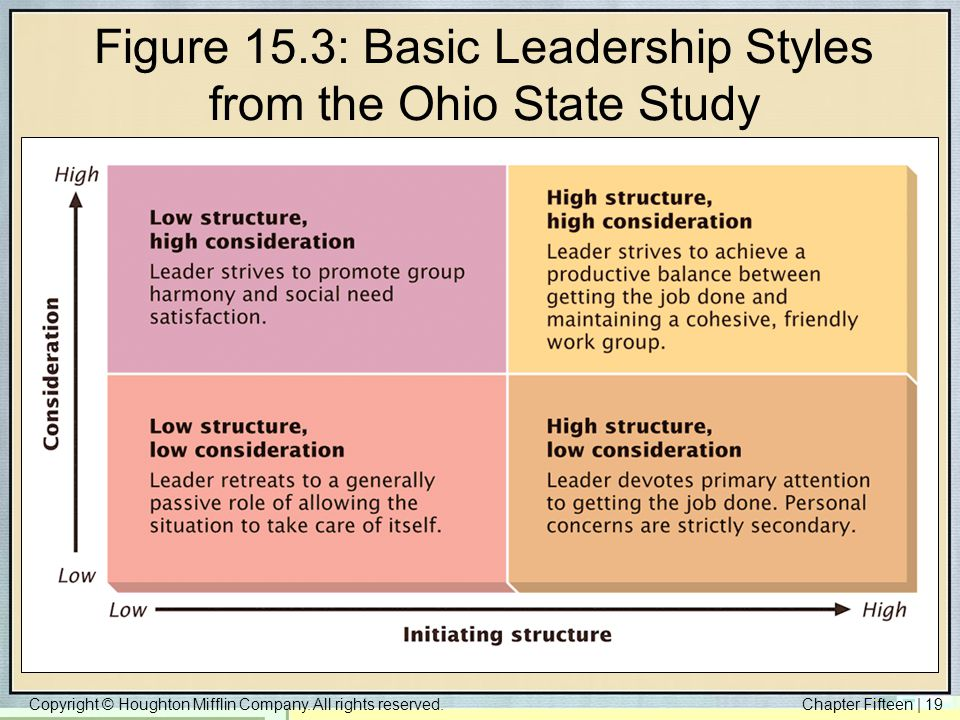 Figure 15.3: Basic Leadership Styles
from the Ohio State Study
High
Consideration
Low
Low structure,
high consideration
Leader strives to promote group
harmony and social need
satisfaction.
High structure,
high consideration
Leader strives to achieve a
productive balance between
getting the job done and
maintaining a cohesive, friendly
work group.
Low structure,
low consideration
Leader retreats to a generally
passive role of allowing the
situation to take care of itself.
High structure,
low consideration
Leader devotes primary attention
to getting the job done. Personal
concerns are strictly secondary.
Low
High
Initiating structure
Copyright © Houghton Mifflin Company. All rights reserved.
Chapter Fifteen | 19